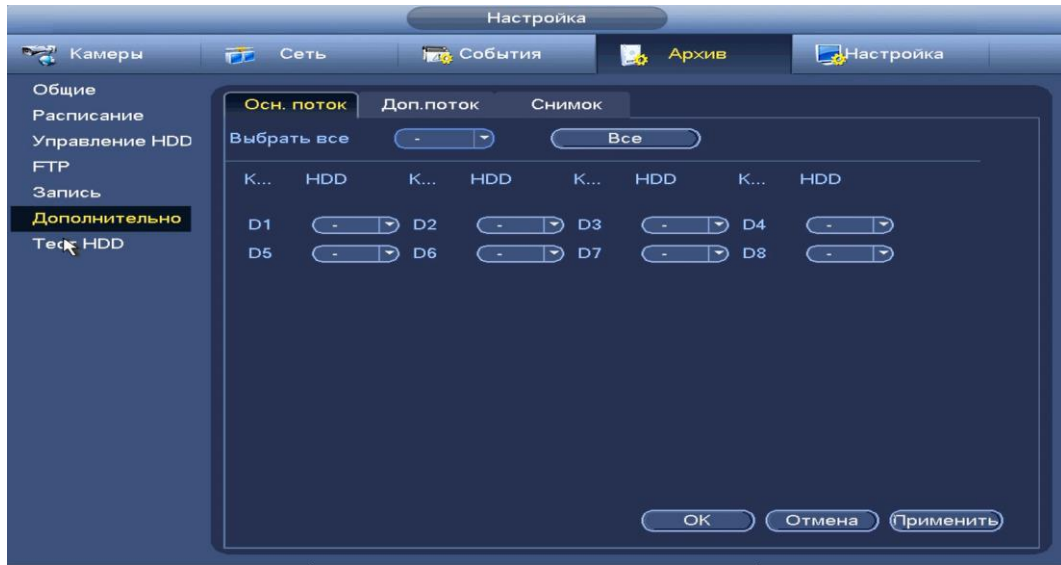 Настройка
Камеры Сеть События Архив Настройка
Общие
Расписание
Управление HDD
FTP
Запись
Дополнительно
Тест HDD
Осн. поток Доп.поток Снимок
Выбрать все - Все
К... HDD К... HDD К... HDD К... HDD
D1 - D2 - D3 - D4 -
D5 - D6 - D7 - D8 -
OK Отмена Применить